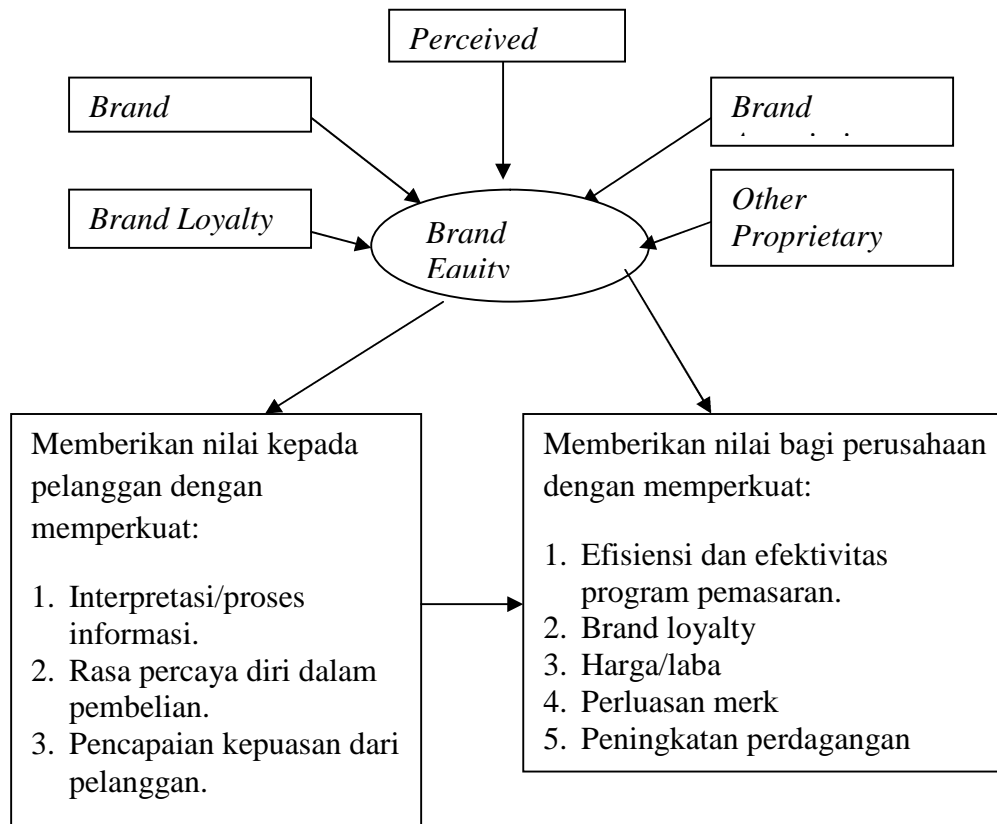 Perceived
Brand
Brand
Brand Loyalty
Other
Proprietary
Brand
Equity
Memberikan nilai kepada
pelanggan dengan
memperkuat:
1. Interpretasi/proses
informasi.
2. Rasa percaya diri dalam
pembelian.
3. Pencapaian kepuasan dari
pelanggan.
Memberikan nilai bagi perusahaan
dengan memperkuat:
1. Efisiensi dan efektivitas
program pemasaran.
2. Brand loyalty
3. Harga/laba
4. Perluasan merk
5. Peningkatan perdagangan